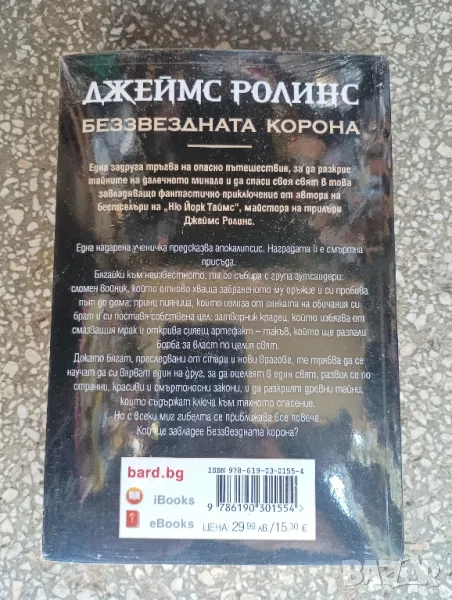 ДЖЕЙМС РОЛИНС
БЕЗЗВЕЗДНАТА КОРОНА
Една задруга тръгва на опасно пътешествие, за да разкрие
тайните на далечното минало и да спаси своя свят в това
завладяващо фантастично приключение от автора на
бестселъри на „Ню Йорк Таймс“, майстора на трилъри
Джеймс Ролинс.
Една надарена ученичка предсказва апокалипсис. Наградата ѝ е смъртна
присъда.
Бягайки към неизвестното, тя се събира с група аутсайдери:
сломен войник, който отново хваща забраненото му оръжие и си пробива
път до дома; принц пияница, който излиза от сянката на обичания си
брат и си поставя собствена цел; затворник крадец, който избягва от
смазващия мрак и открива сияещ артефакт – такъв, който ще разпали
борба за власт по целия свят.
Докато бягат, преследвани от стари и нови врагове, те трябва да се
научат да си вярват един на друг, за да оцелеят в един свят, развил се по
странни, красиви и смъртоносни закони, и да разкрият древни тайни,
които съдържат ключа към тяхното спасение.
Но с всеки миг гибелта се приближава все повече.
Кой ще завладее Беззвездната корона?
bard.bg
iBooks
eBooks
ISBN 978-619-03-0155-4
9 786190 301554
ЦЕНА: 29.99 лв/15,30 €
BAZAR